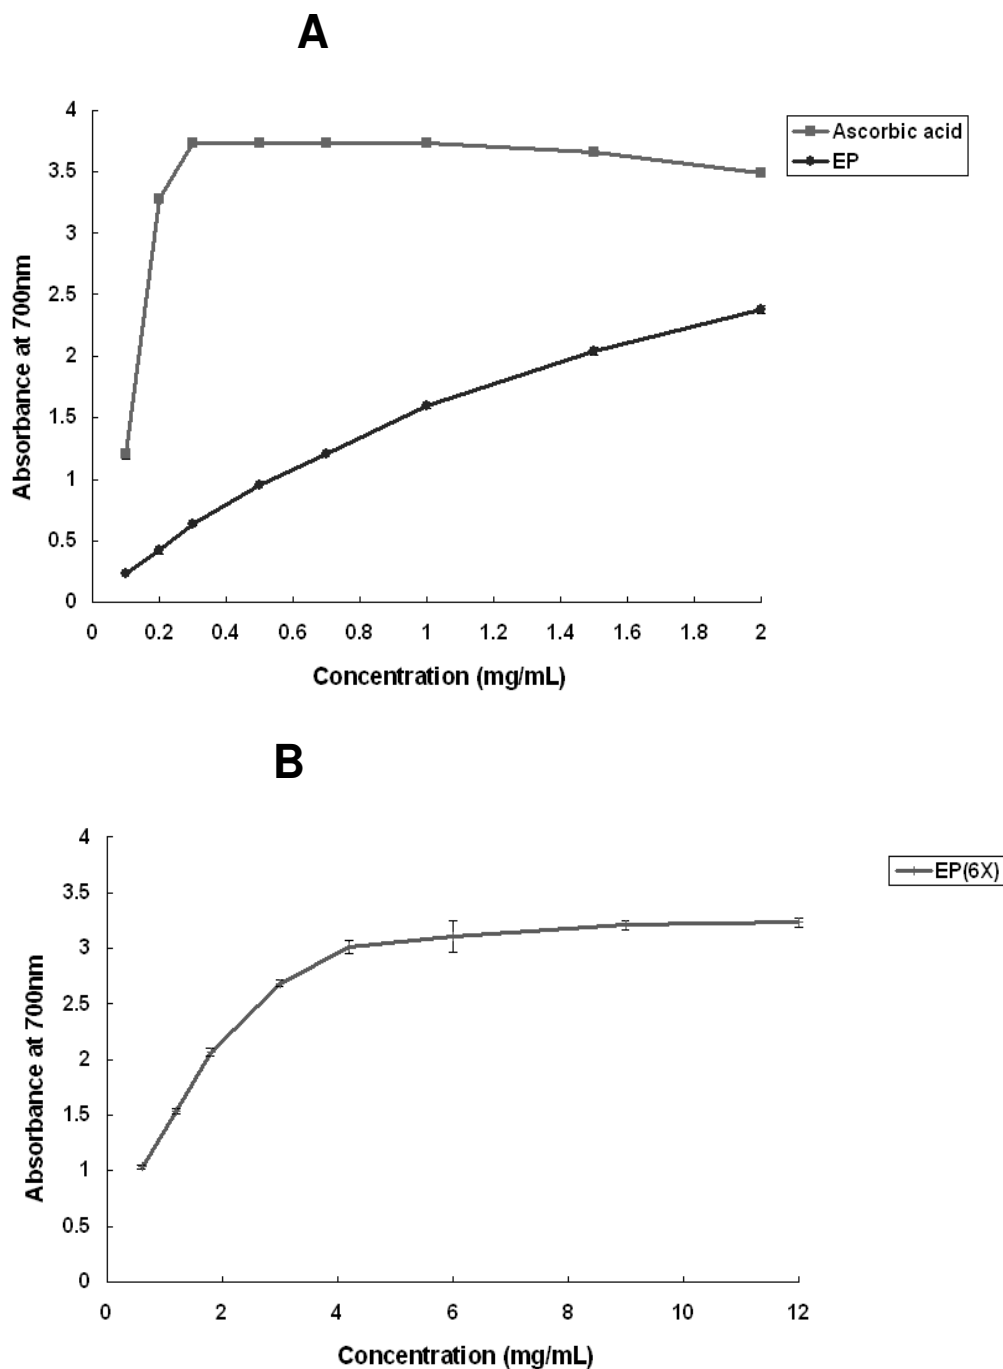 A
4
3.5
3
2.5
2
1.5
1
0.5
0
Absorbance at 700nm
0 0.2 0.4 0.6 0.8 1 1.2 1.4 1.6 1.8 2
Concentration (mg/mL)
Ascorbic acid
EP
B
4
3.5
3
2.5
2
1.5
1
0.5
0
Absorbance at 700nm
0 2 4 6 8 10 12
Concentration (mg/mL)
EP(6X)